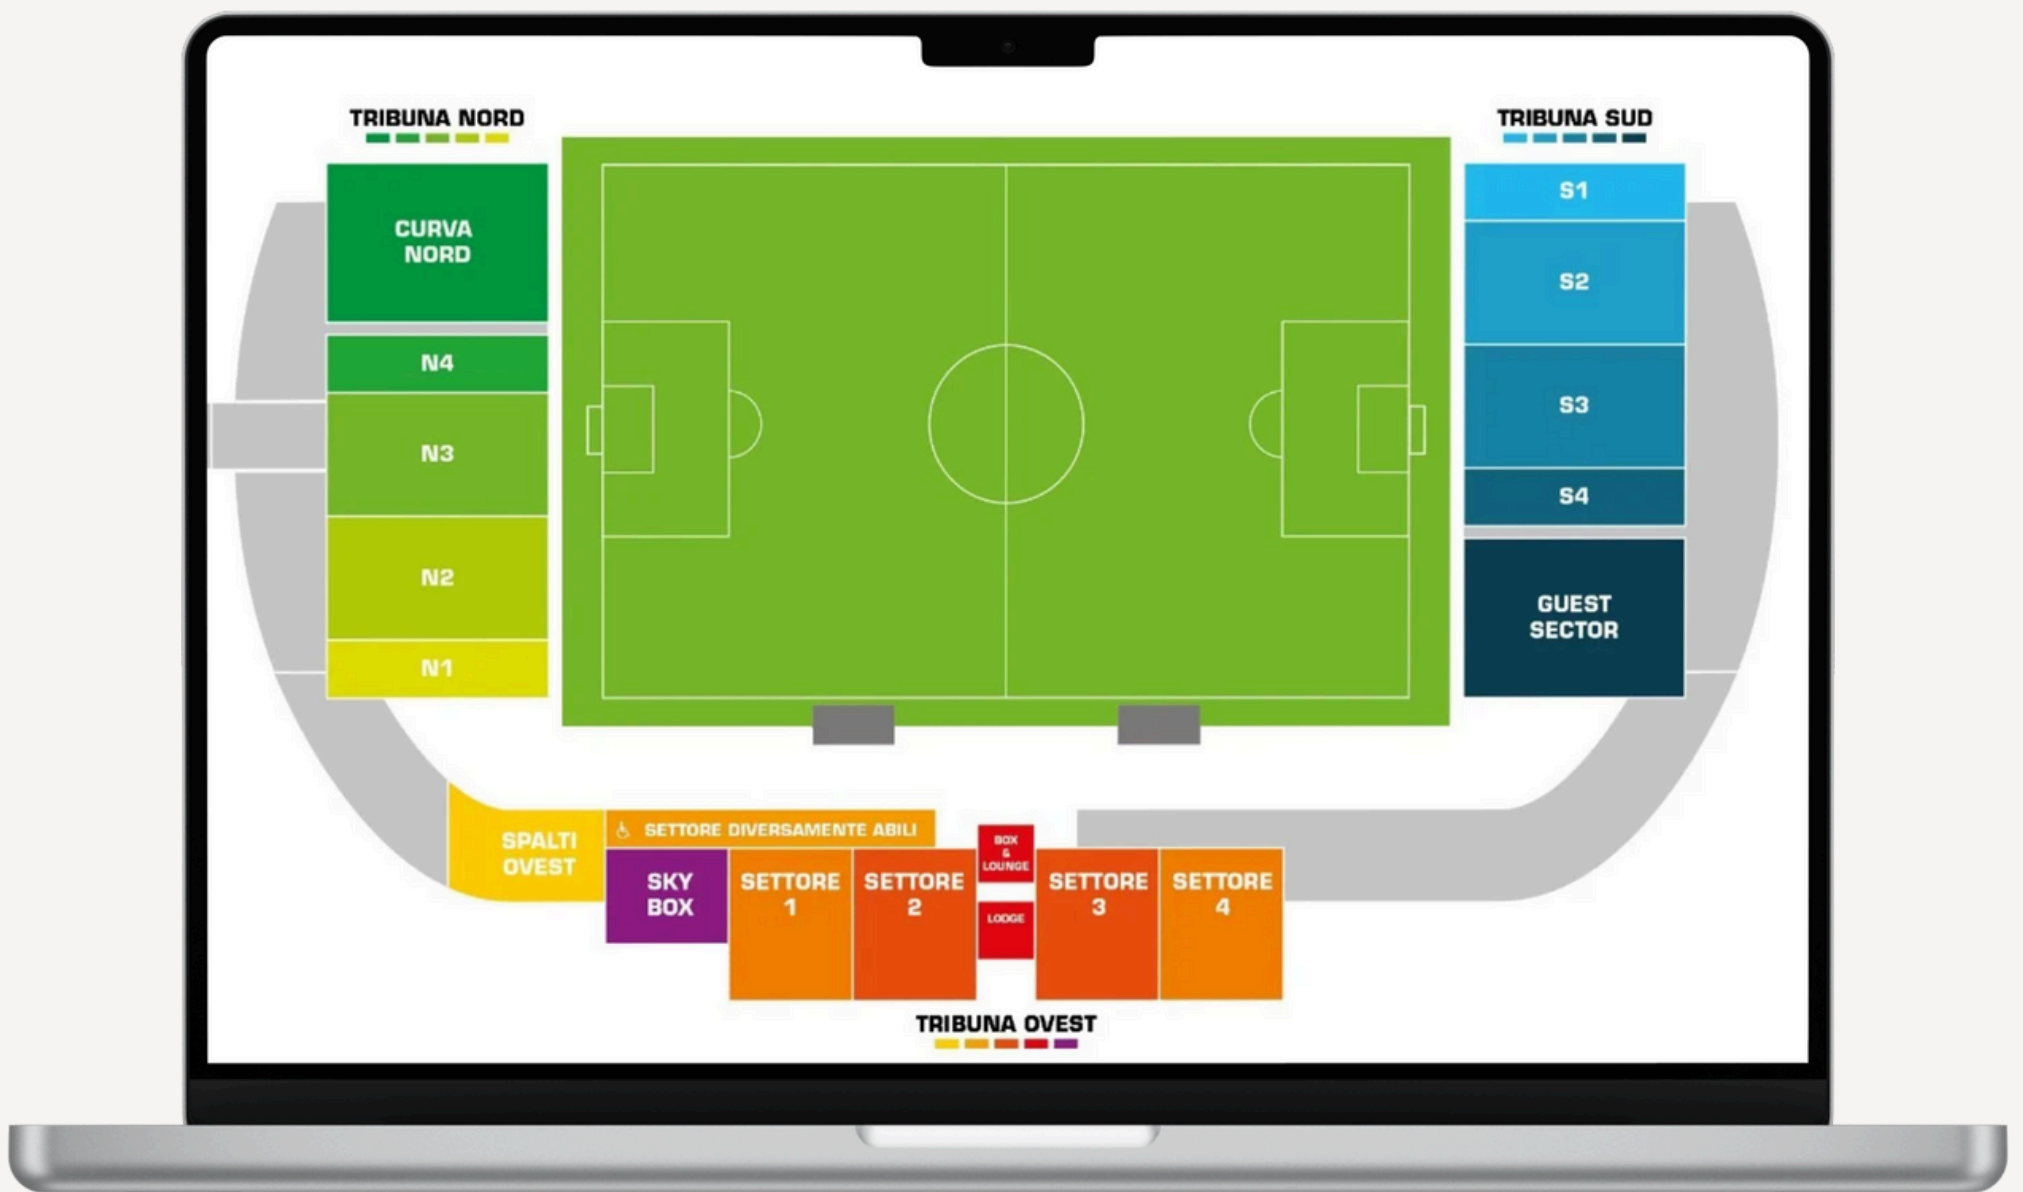 TRIBUNA NORD
TRIBUNA SUD
CURVA
NORD
N4
N3
N2
N1
S1
S2
S3
S4
GUEST
SECTOR
SPALTI
OVEST
SETTORE DIVERSAMENTE ABILI
SKY
BOX
SETTORE
1
SETTORE
2
BOX
&
LOUNGE
LODGE
SETTORE
3
SETTORE
4
TRIBUNA OVEST